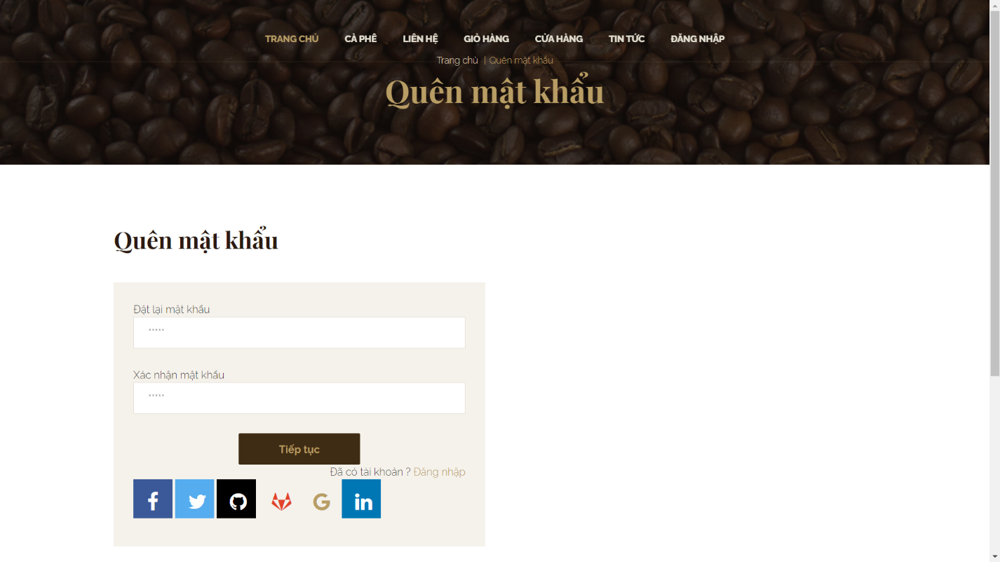 TRANG CHỦ CÀ PHÊ LIÊN HỆ GIỎ HÀNG CỬA HÀNG TIN TỨC ĐĂNG NHẬP
Trang chủ | Quên mật khẩu
Quên mật khẩu
Quên mật khẩu
Đặt lại mật khẩu
*****
Xác nhận mật khẩu
*****
Tiếp tục
Đã có tài khoản ? Đăng nhập